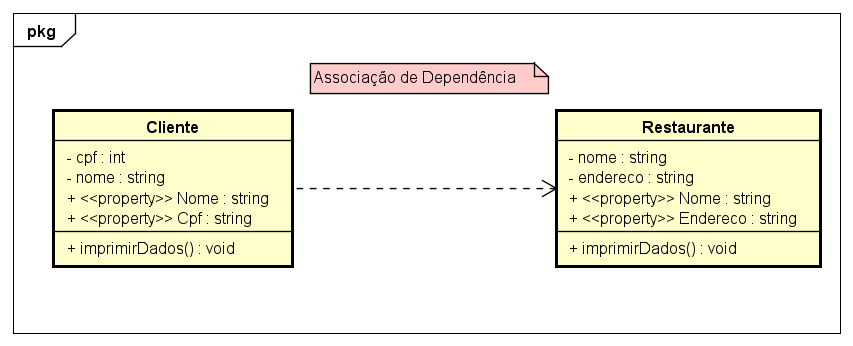 pkg
Associação de Dependência
Cliente
- cpf : int
- nome : string
+ <<property>> Nome : string
+ <<property>> Cpf : string
+ imprimirDados() : void
Restaurante
- nome : string
- endereco : string
+ <<property>> Nome : string
+ <<property>> Endereco : string
+ imprimirDados() : void